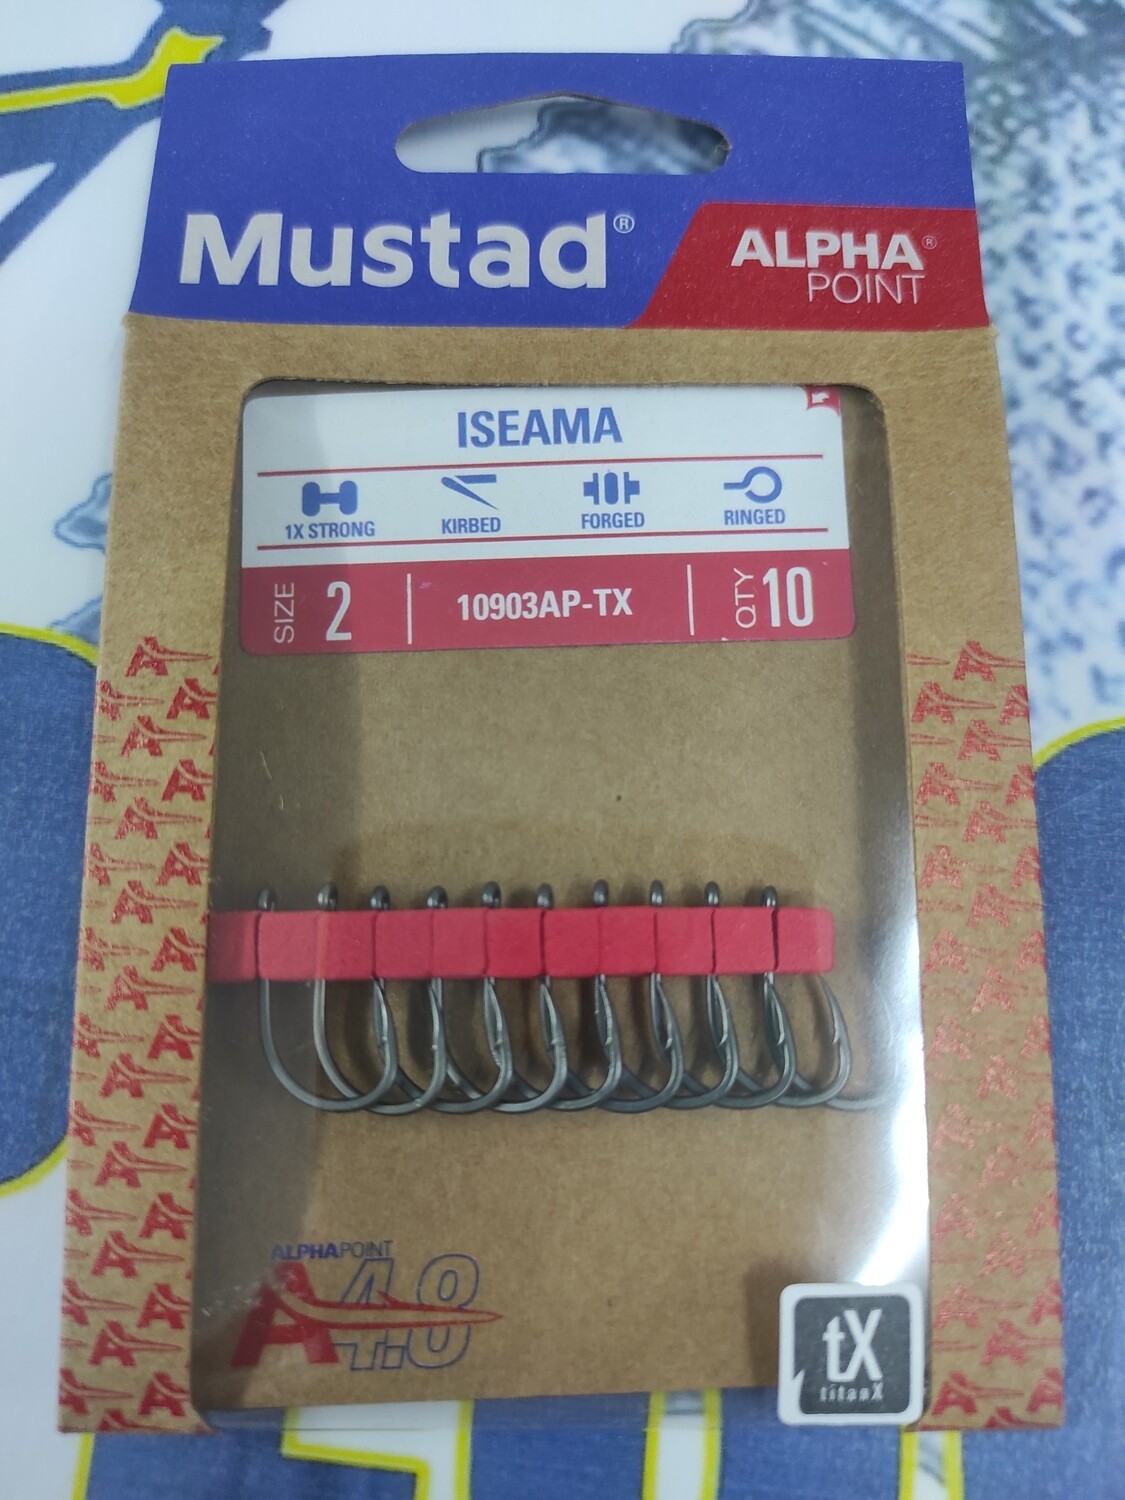 Mustad®
ALPHA®
POINT
ISEAMA
1X STRONG
KIRBED
FORGED
RINGED
SIZE 2
10903AP-TX
QTY 10
ALPHAPOINT
A4.8
tX
titanX